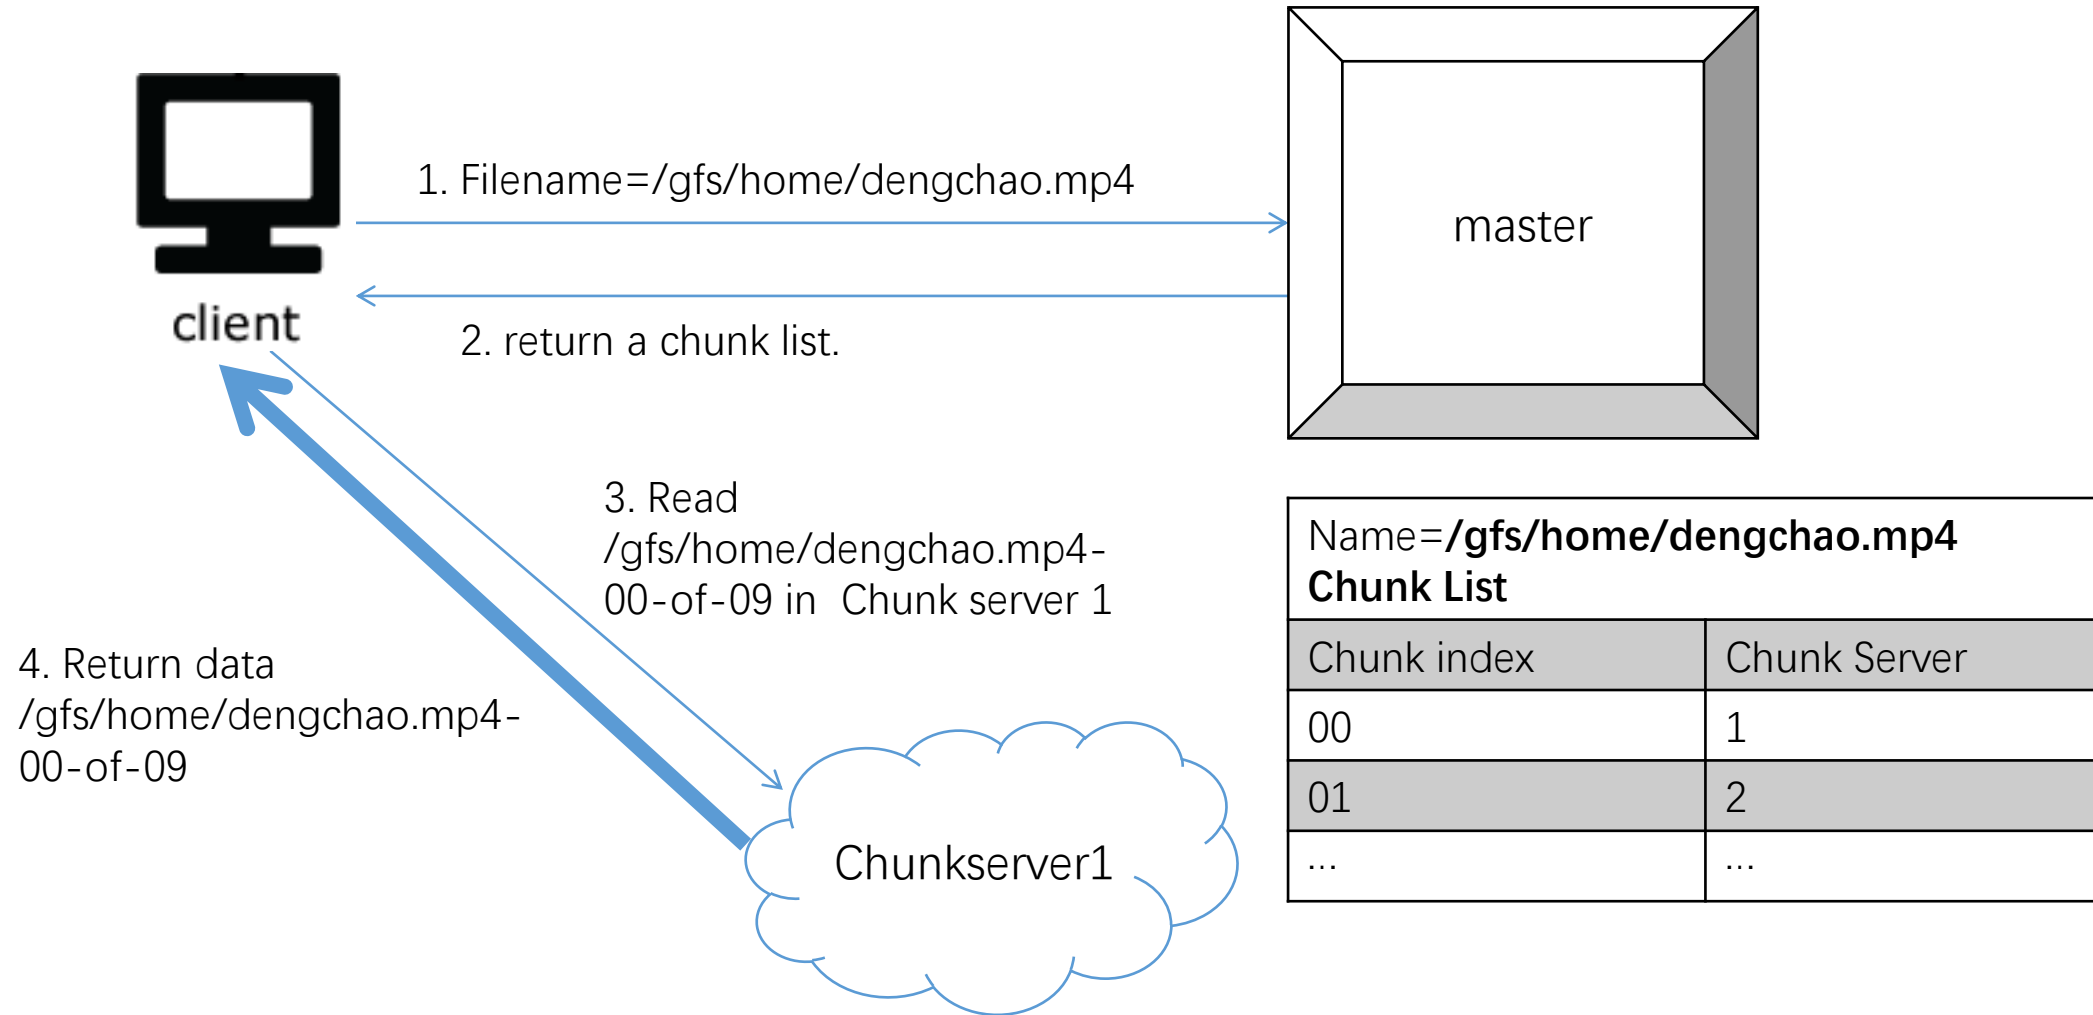 1. Filename=/gfs/home/dengchao.mp4
master
client
2. return a chunk list.
3. Read
/gfs/home/dengchao.mp4-
00-of-09 in  Chunk server 1
4. Return data
/gfs/home/dengchao.mp4-
00-of-09
Chunkserver1
Name=/gfs/home/dengchao.mp4
Chunk List
Chunk index Chunk Server
00 1
01 2
... ...